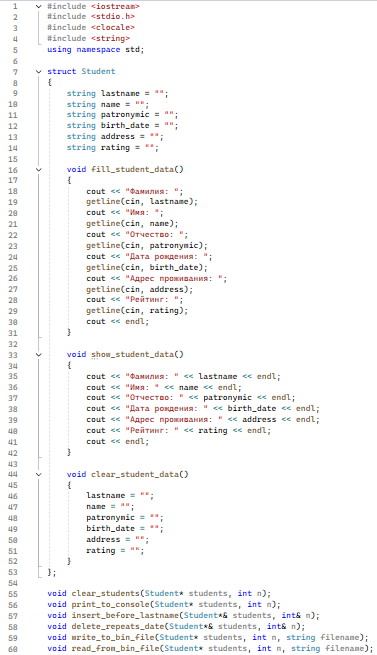 1 #include <iostream>
2 #include <stdio.h>
3 #include <clocale>
4 #include <string>
5 using namespace std;
6
7 struct Student
8 {
9 string lastname = "";
10 string name = "";
11 string patronymic = "";
12 string birth_date = "";
13 string address = "";
14 string rating = "";
15
16 void fill_student_data()
17 {
18 cout << "Фамилия: ";
19 getline(cin, lastname);
20 cout << "Имя: ";
21 getline(cin, name);
22 cout << "Отчество: ";
23 getline(cin, patronymic);
24 cout << "Дата рождения: ";
25 getline(cin, birth_date);
26 cout << "Адрес проживания: ";
27 getline(cin, address);
28 cout << "Рейтинг: ";
29 getline(cin, rating);
30 cout << endl;
31 }
32
33 void show_student_data()
34 {
35 cout << "Фамилия: " << lastname << endl;
36 cout << "Имя: " << name << endl;
37 cout << "Отчество: " << patronymic << endl;
38 cout << "Дата рождения: " << birth_date << endl;
39 cout << "Адрес проживания: " << address << endl;
40 cout << "Рейтинг: " << rating << endl;
41 cout << endl;
42 }
43
44 void clear_student_data()
45 {
46 lastname = "";
47 name = "";
48 patronymic = "";
49 birth_date = "";
50 address = "";
51 rating = "";
52 }
53 };
54
55 void clear_students(Student* students, int n);
56 void print_to_console(Student* students, int n);
57 void insert_before_lastname(Student*& students, int& n);
58 void delete_repeats_date(Student*& students, int& n);
59 void write_to_bin_file(Student* students, int n, string filename);
60 void read_from_bin_file(Student* students, int n, string filename);